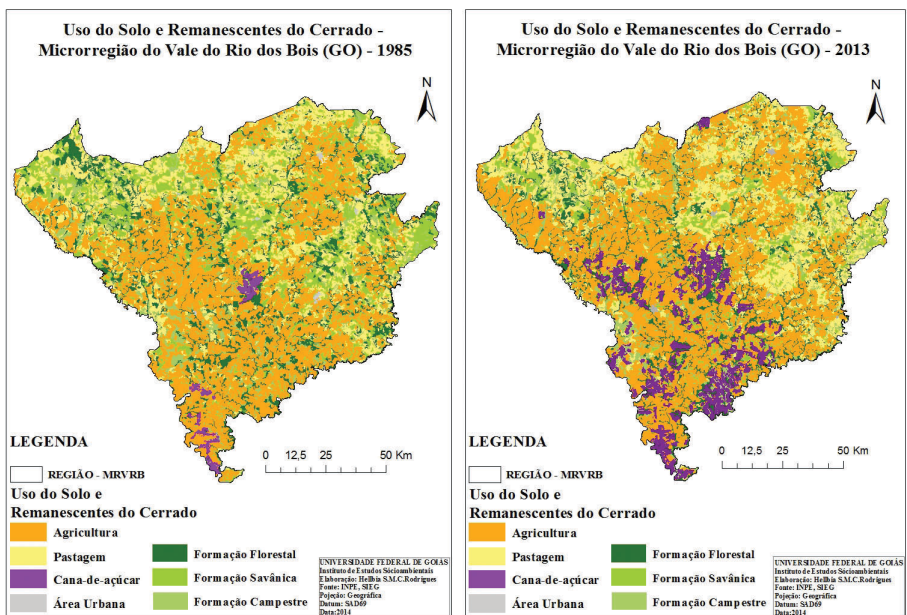 Uso do Solo e Remanescentes do Cerrado -
Microrregião do Vale do Rio dos Bois (GO) - 1985
N
LEGENDA
0 12,5 25 50 Km
REGIÃO - MRVRB
Uso do Solo e
Remanescentes do Cerrado
Agricultura
Pastagem
Cana-de-açúcar
Área Urbana
Formação Florestal
Formação Savânica
Formação Campestre
UNIVERSIDADE FEDERAL DE GOIÁS
Instituto de Estudos Sócioambientais
Elaboração: Hellbia S.M.C.Rodrigues
Fonte: INPE, SIEG
Pojeção: Geográfica
Datum: SAD69
Data:2014
Uso do Solo e Remanescentes do Cerrado -
Microrregião do Vale do Rio dos Bois (GO) - 2013
N
LEGENDA
0 12,5 25 50 Km
REGIÃO - MRVRB
Uso do Solo e
Remanescentes do Cerrado
Agricultura
Pastagem
Cana-de-açúcar
Área Urbana
Formação Florestal
Formação Savânica
Formação Campestre
UNIVERSIDADE FEDERAL DE GOIÁS
Instituto de Estudos Sócioambientais
Elaboração: Hellbia S.M.C.Rodrigues
Fonte: INPE, SIEG
Pojeção: Geográfica
Datum: SAD69
Data:2014